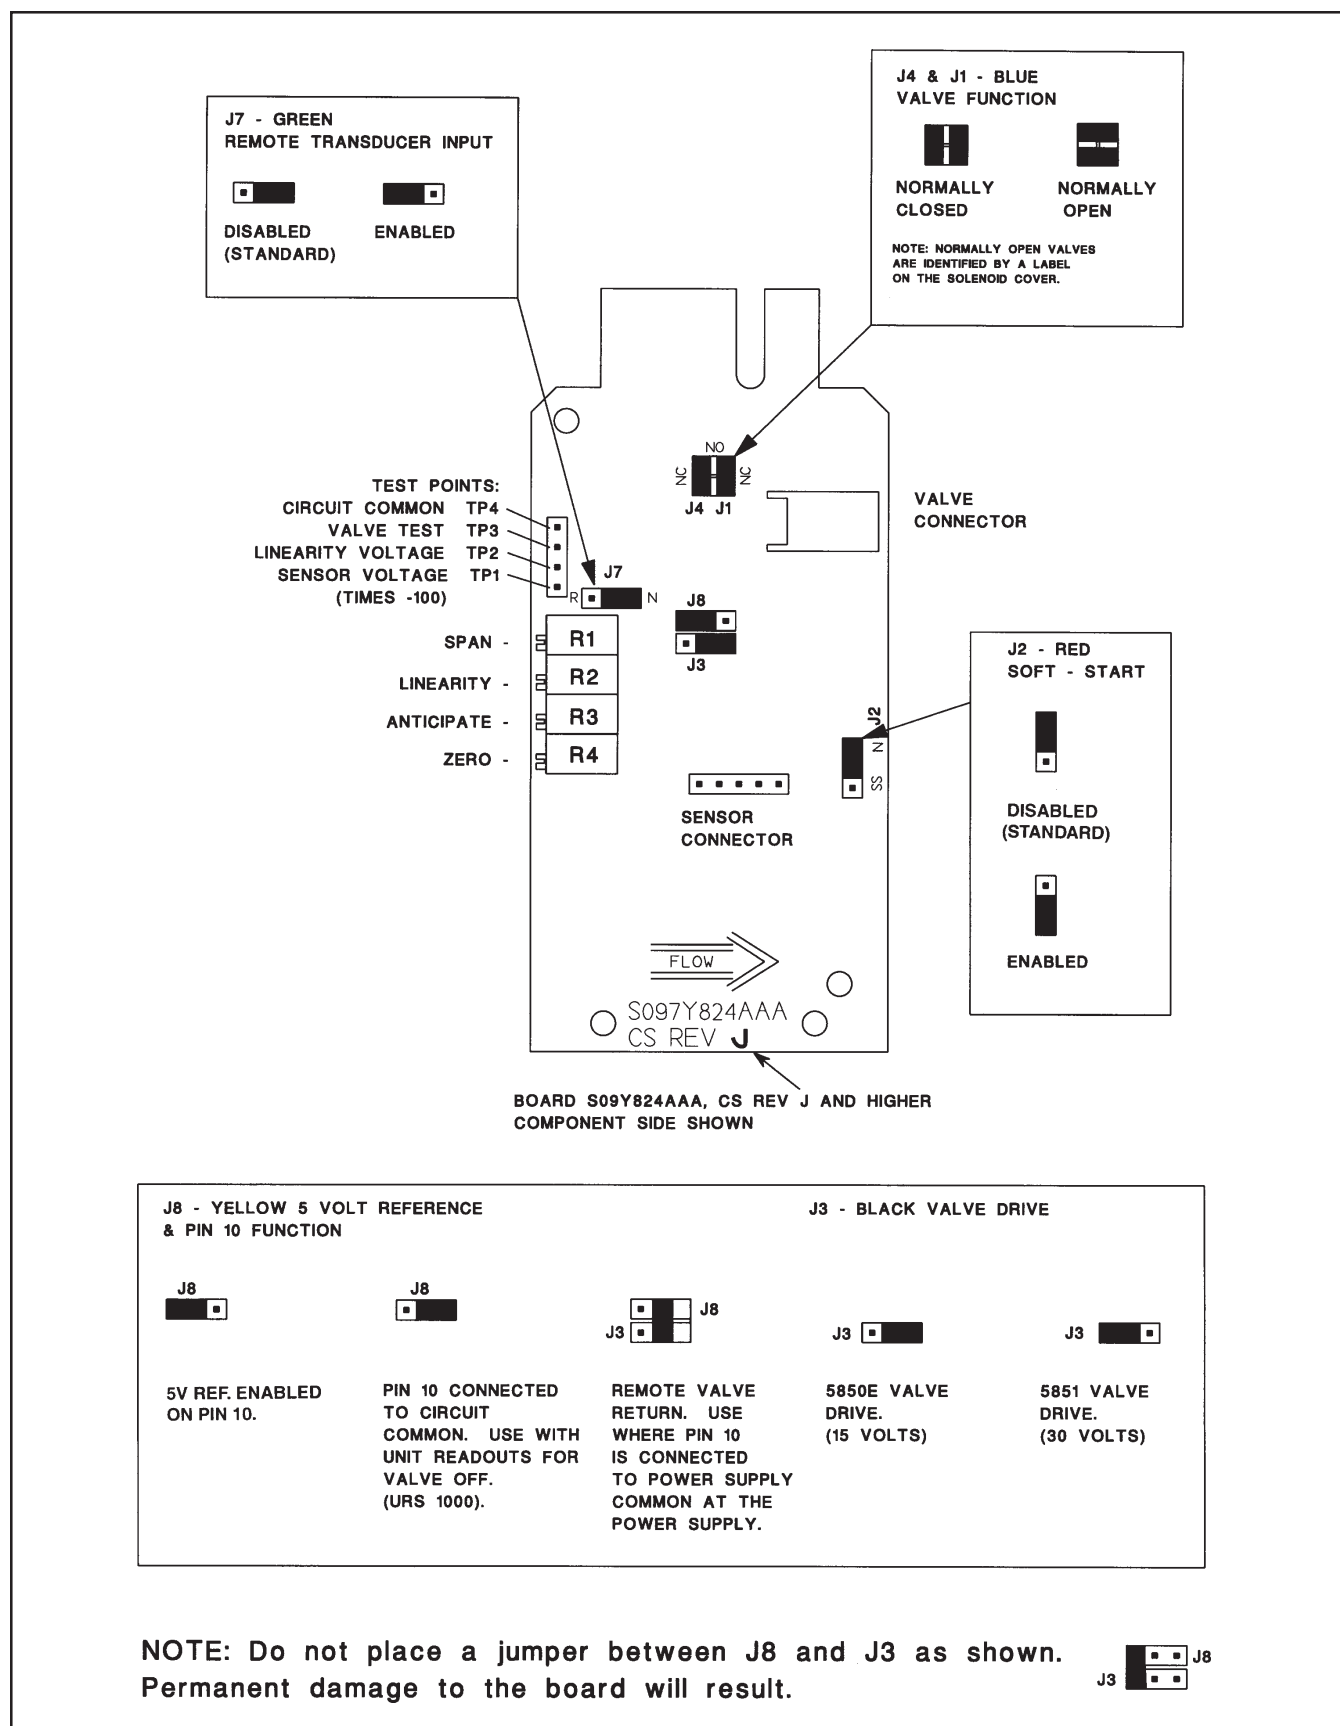 J7 - GREEN
REMOTE TRANSDUCER INPUT
DISABLED
(STANDARD)
ENABLED
J4 & J1 - BLUE
VALVE FUNCTION
NORMALLY
CLOSED
NORMALLY
OPEN
NOTE: NORMALLY OPEN VALVES
ARE IDENTIFIED BY A LABEL
ON THE SOLENOID COVER.
NO
NC
NC
J4 J1
VALVE
CONNECTOR
TEST POINTS:
CIRCUIT COMMON TP4
VALVE TEST TP3
LINEARITY VOLTAGE TP2
SENSOR VOLTAGE TP1
(TIMES -100)
J7
R
N
J8
J3
SPAN -
R1
LINEARITY -
R2
ANTICIPATE -
R3
ZERO -
R4
J2
N
SS
SENSOR
CONNECTOR
J2 - RED
SOFT - START
DISABLED
(STANDARD)
ENABLED
FLOW
S097Y824AAA
CS REV J
BOARD S09Y824AAA, CS REV J AND HIGHER
COMPONENT SIDE SHOWN
J8 - YELLOW 5 VOLT REFERENCE
& PIN 10 FUNCTION
J3 - BLACK VALVE DRIVE
J8
5V REF. ENABLED
ON PIN 10.
J8
PIN 10 CONNECTED
TO CIRCUIT
COMMON. USE WITH
UNIT READOUTS FOR
VALVE OFF.
(URS 1000).
J8
J3
REMOTE VALVE
RETURN. USE
WHERE PIN 10
IS CONNECTED
TO POWER SUPPLY
COMMON AT THE
POWER SUPPLY.
J3
5850E VALVE
DRIVE.
(15 VOLTS)
J3
5851 VALVE
DRIVE.
(30 VOLTS)
NOTE: Do not place a jumper between J8 and J3 as shown.
Permanent damage to the board will result.
J8
J3